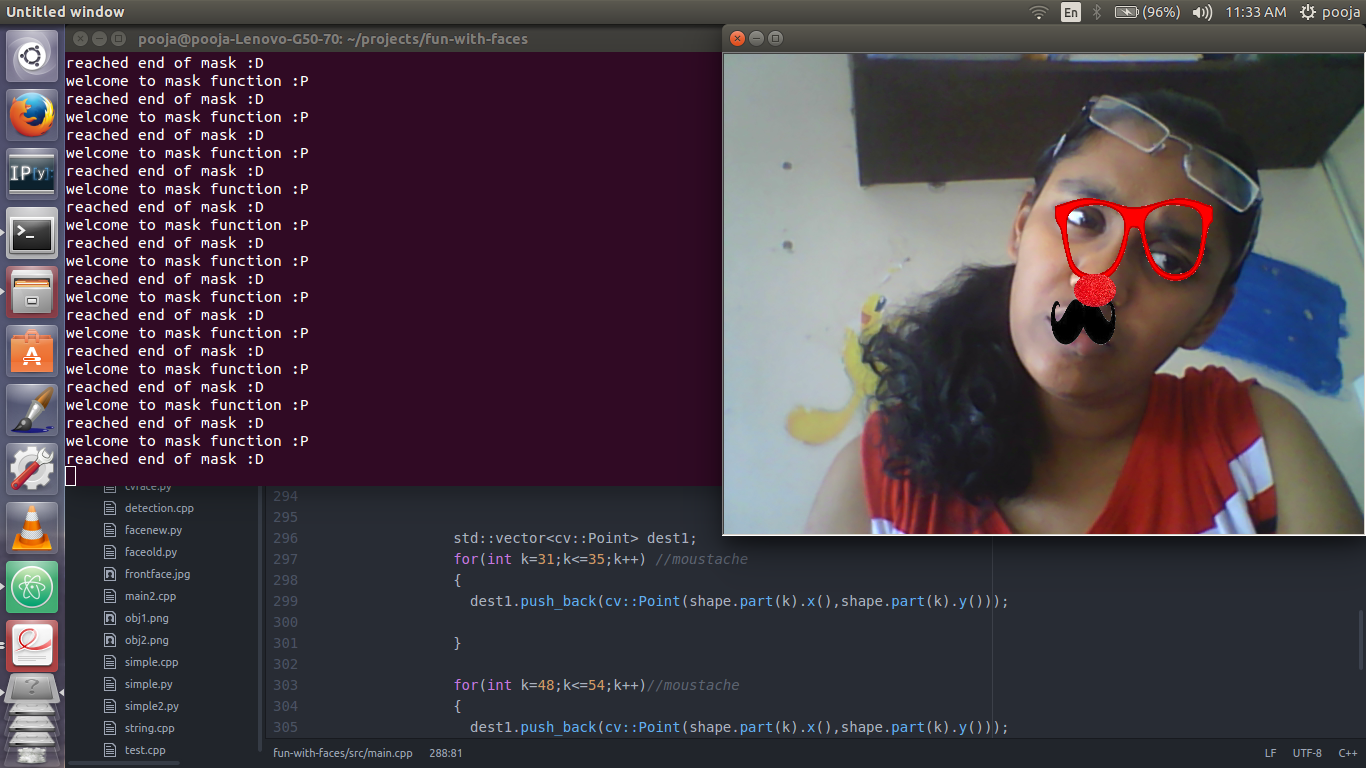 Untitled window
En
(96%)
11:33 AM
pooja
pooja@pooja-Lenovo-G50-70: ~/projects/fun-with-faces
reached end of mask :D
welcome to mask function :P
reached end of mask :D
welcome to mask function :P
reached end of mask :D
welcome to mask function :P
reached end of mask :D
welcome to mask function :P
reached end of mask :D
welcome to mask function :P
reached end of mask :D
welcome to mask function :P
reached end of mask :D
welcome to mask function :P
reached end of mask :D
welcome to mask function :P
reached end of mask :D
welcome to mask function :P
reached end of mask :D
welcome to mask function :P
reached end of mask :D
welcome to mask function :P
reached end of mask :D
IP[y]:
cvface.py
detection.cpp
facenew.py
faceold.py
frontface.jpg
main2.cpp
obj1.png
obj2.png
simple.cpp
simple.py
simple2.py
string.cpp
test.cpp
294
295
296 std::vector<cv::Point> dest1;
297 for(int k=31;k<=35;k++) //moustache
298 {
299 dest1.push_back(cv::Point(shape.part(k).x(),shape.part(k).y()));
300
301 }
302
303 for(int k=48;k<=54;k++)//moustache
304 {
305 dest1.push_back(cv::Point(shape.part(k).x(),shape.part(k).y()));
fun-with-faces/src/main.cpp 288:81
LF UTF-8 C++